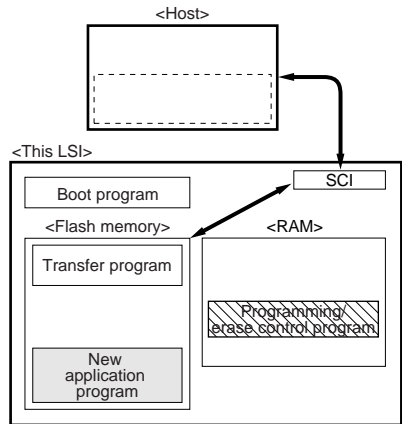 <Host>
<This LSI>
SCI
Boot program
<Flash memory>
<RAM>
Transfer program
Programming/
erase control program
New
application
program